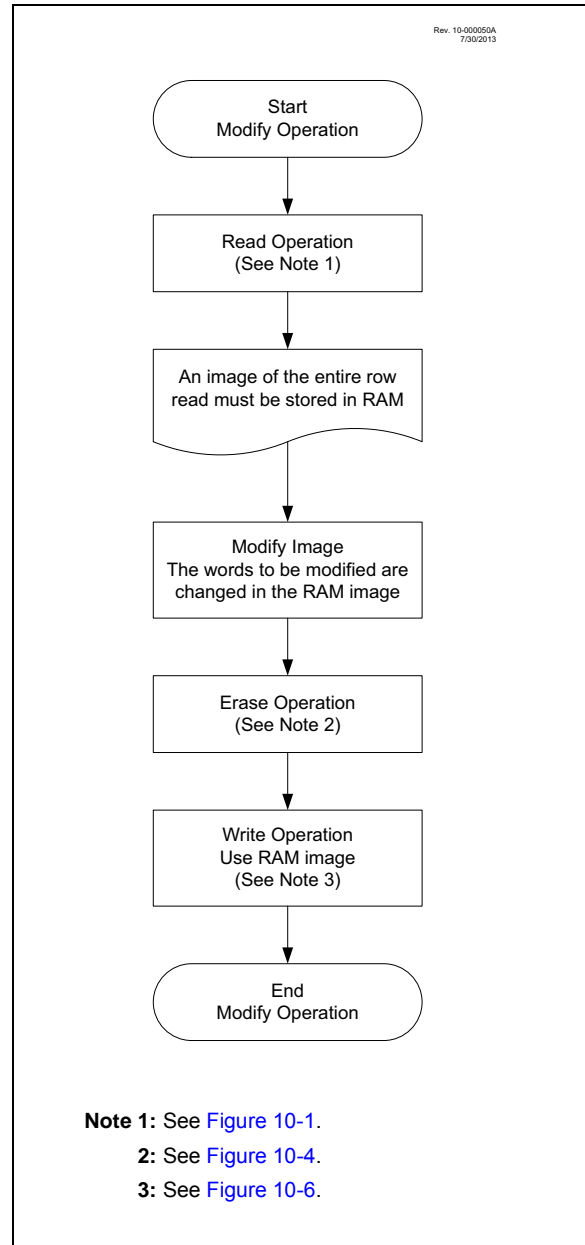 Rev. 10-000050A
7/30/2013
Start
Modify Operation
Read Operation
(See Note 1)
An image of the entire row
read must be stored in RAM
Modify Image
The words to be modified are
changed in the RAM image
Erase Operation
(See Note 2)
Write Operation
Use RAM image
(See Note 3)
End
Modify Operation
Note 1: See Figure 10-1.
2: See Figure 10-4.
3: See Figure 10-6.